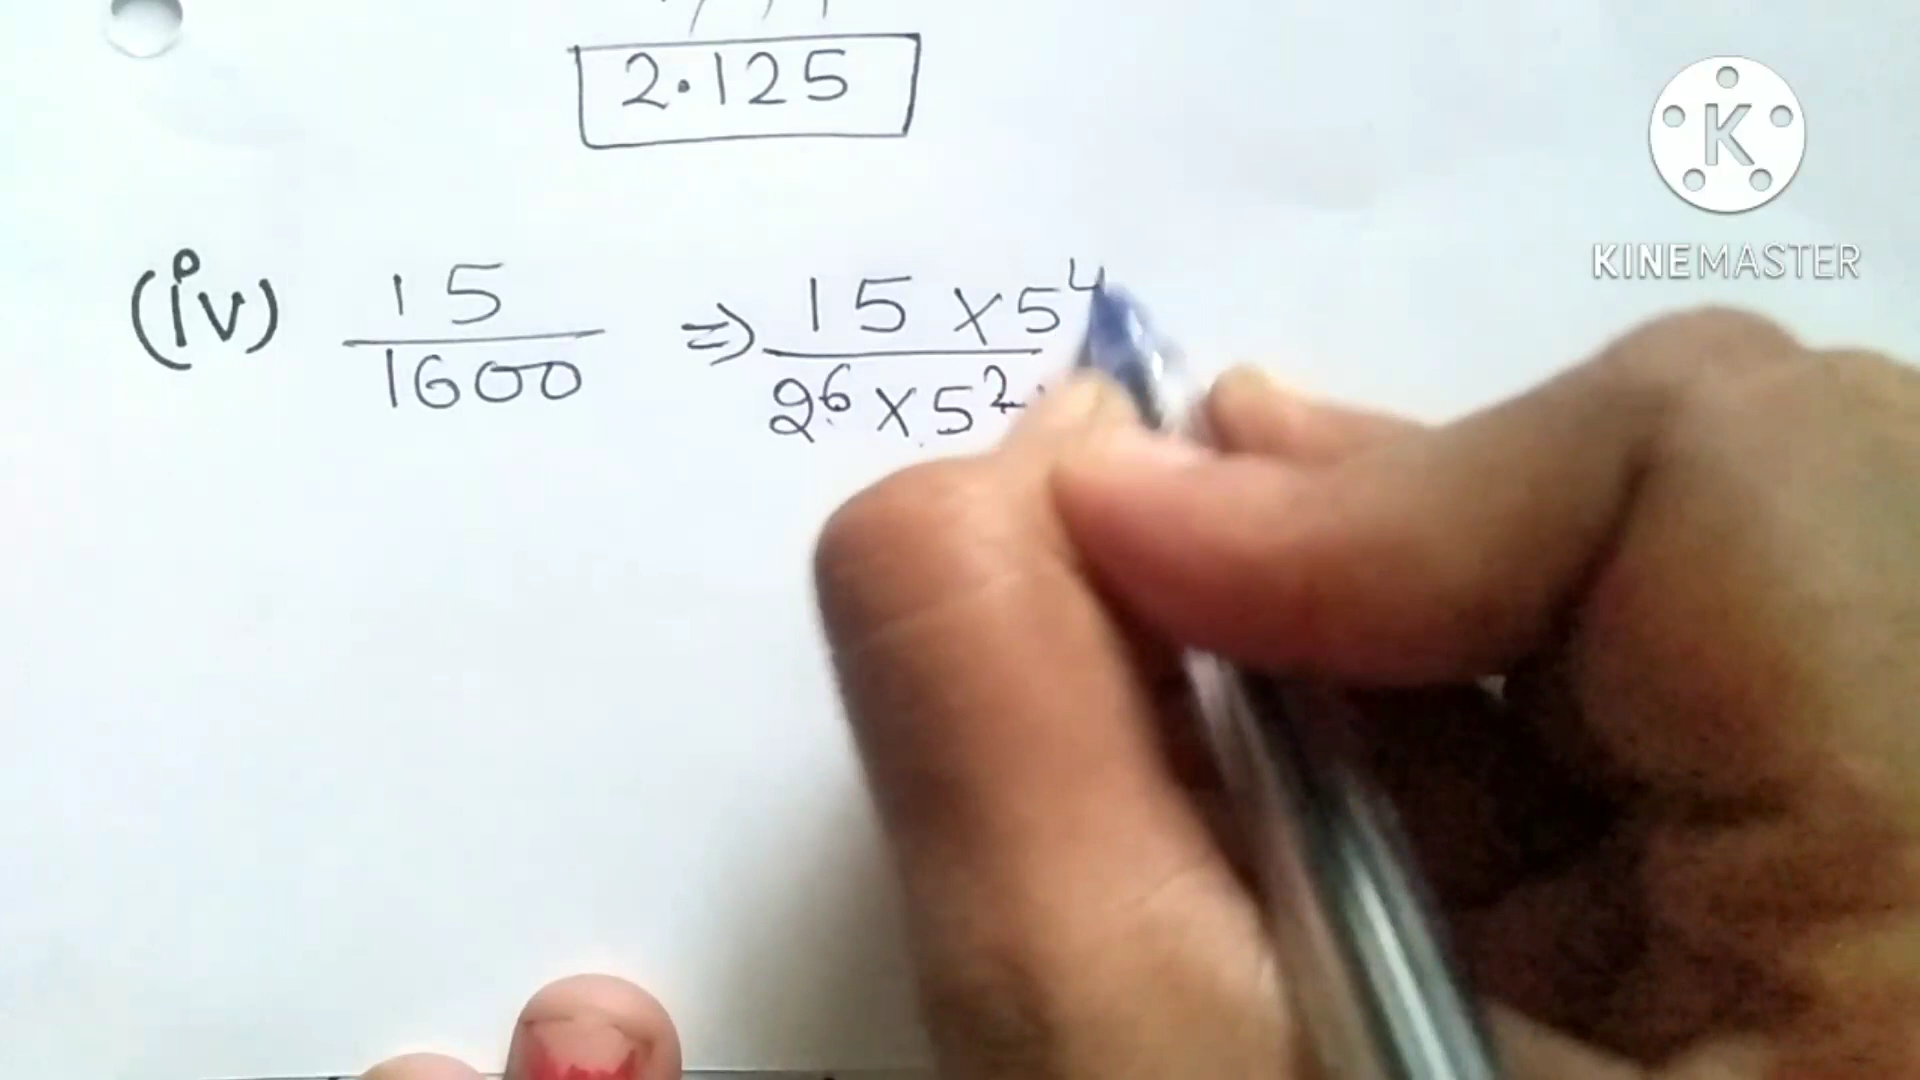 2.125
K
KINEMASTER
(iv) 15/1600 ⇒ 15 × 5⁴/2⁶ × 5²